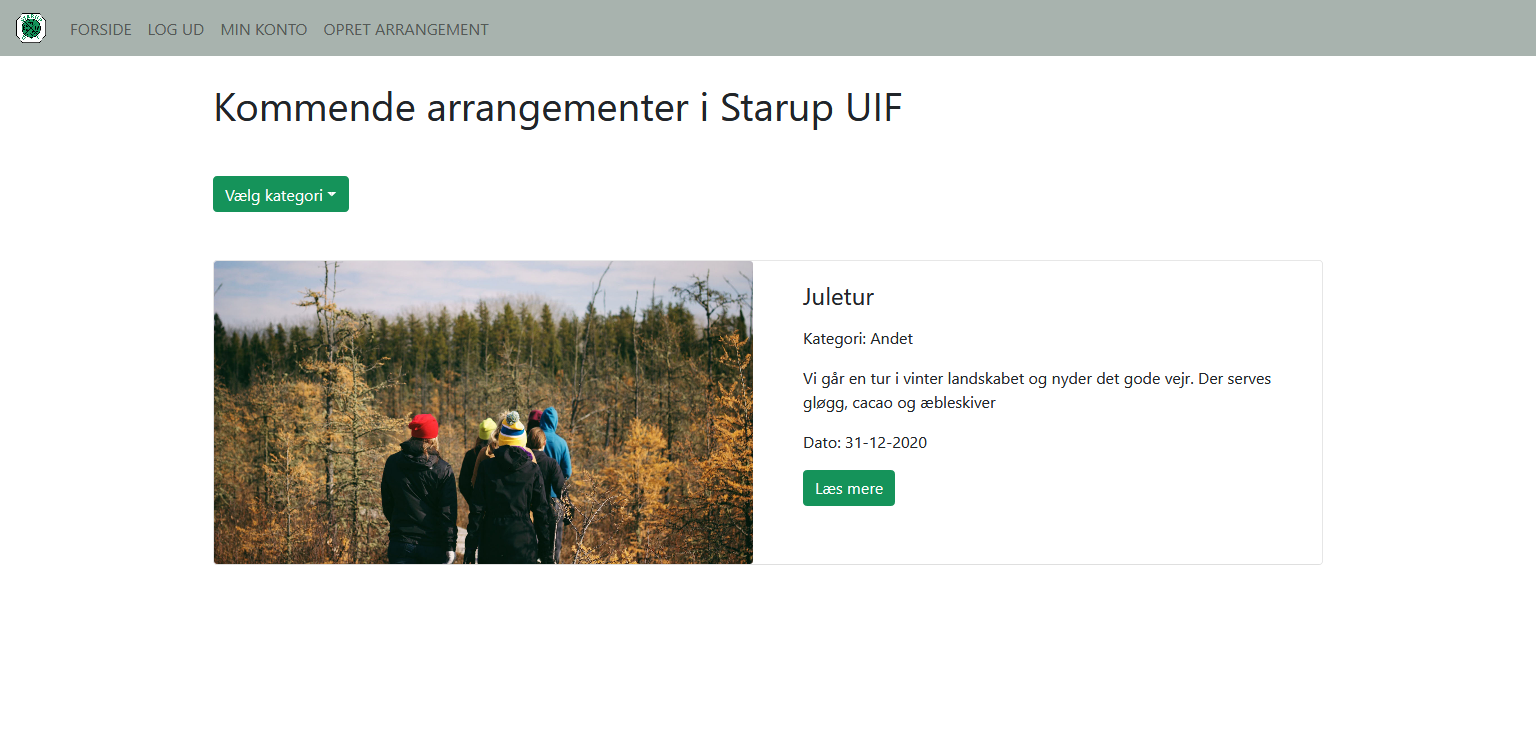 FORSIDE LOG UD MIN KONTO OPRET ARRANGEMENT
Kommende arrangementer i Starup UIF
Vælg kategori
Juletur
Kategori: Andet
Vi går en tur i vinter landskabet og nyder det gode vejr. Der serves
gløgg, cacao og æbleskiver
Dato: 31-12-2020
Læs mere